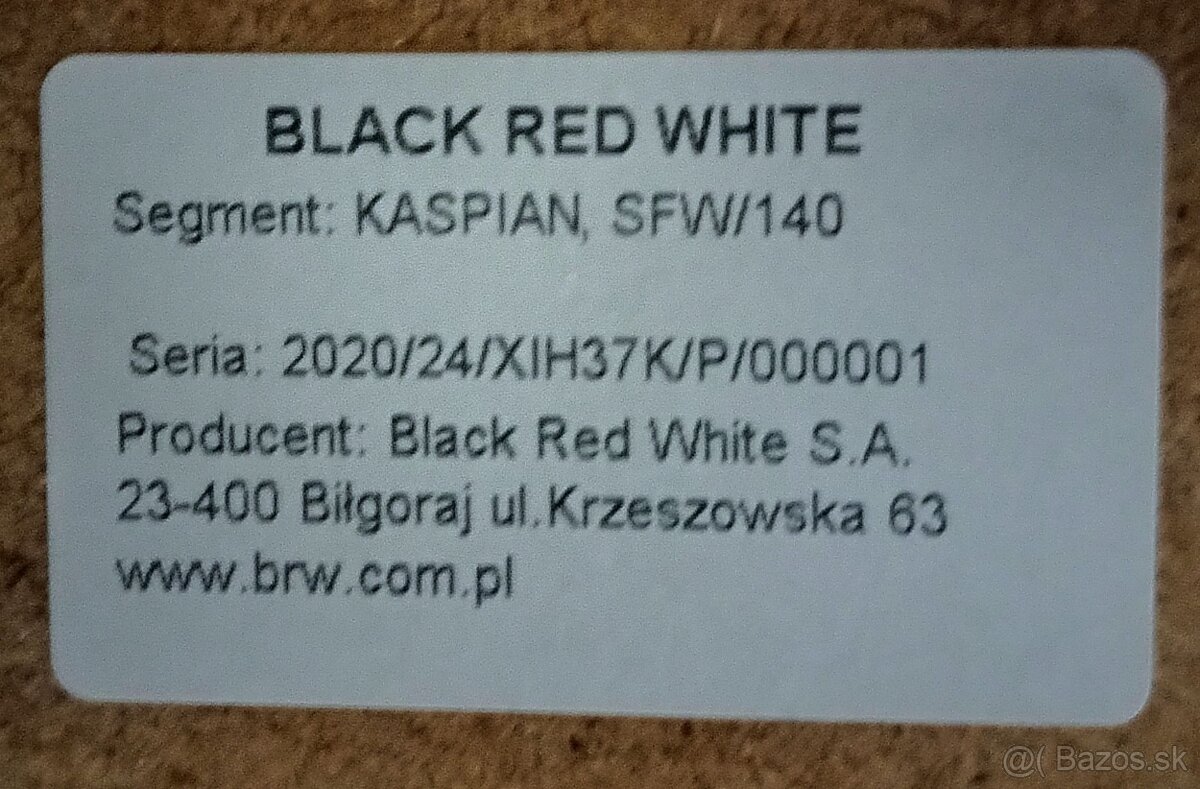 BLACK RED WHITE
Segment: KASPIAN, SFW/140
Seria: 2020/24/XIH37K/P/000001
Producent: Black Red White S.A.
23-400 Biłgoraj ul.Krzeszowska 63
www.brw.com.pl
@( Bazos.sk